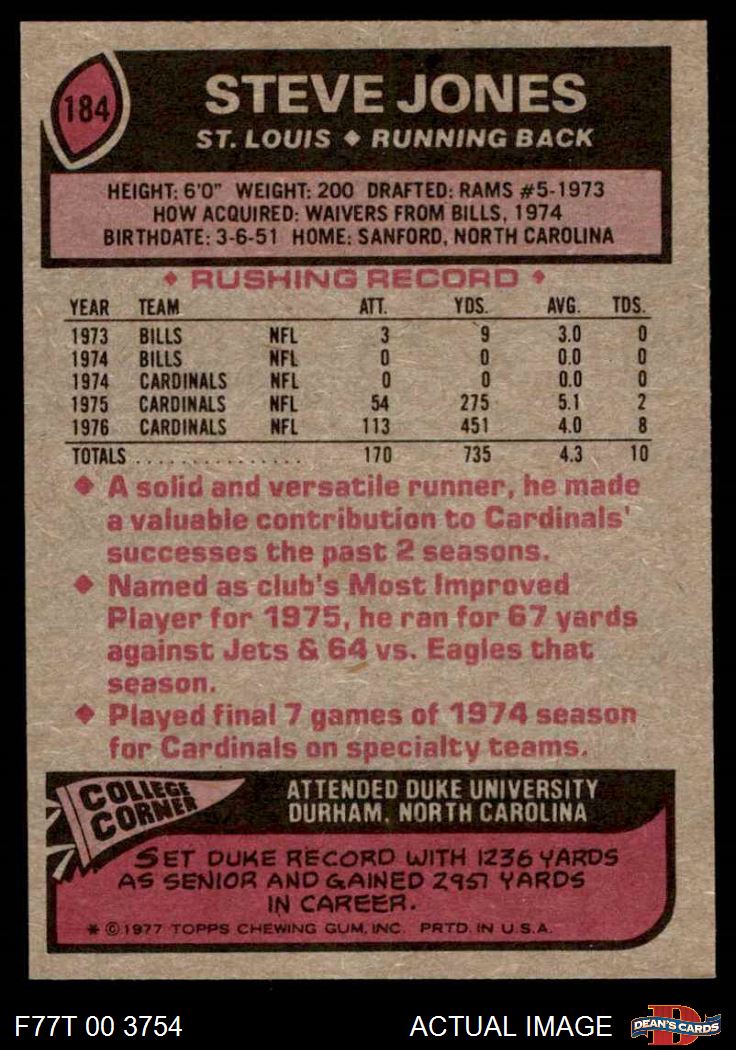 184
STEVE JONES
ST. LOUIS ◆ RUNNING BACK
HEIGHT: 6'0" WEIGHT: 200 DRAFTED: RAMS #5-1973
HOW ACQUIRED: WAIVERS FROM BILLS, 1974
BIRTHDATE: 3-6-51 HOME: SANFORD, NORTH CAROLINA
◆ RUSHING RECORD ◆
YEAR TEAM ATT. YDS. AVG. TDS.
1973 BILLS NFL 3 9 3.0 0
1974 BILLS NFL 0 0 0.0 0
1974 CARDINALS NFL 0 0 0.0 0
1975 CARDINALS NFL 54 275 5.1 2
1976 CARDINALS NFL 113 451 4.0 8
TOTALS ................ 170 735 4.3 10
◆ A solid and versatile runner, he made
a valuable contribution to Cardinals'
successes the past 2 seasons.
◆ Named as club's Most Improved
Player for 1975, he ran for 67 yards
against Jets & 64 vs. Eagles that
season.
◆ Played final 7 games of 1974 season
for Cardinals on specialty teams.
COLLEGE
CORNER
ATTENDED DUKE UNIVERSITY
DURHAM, NORTH CAROLINA
SET DUKE RECORD WITH 1236 YARDS
AS SENIOR AND GAINED 2951 YARDS
IN CAREER.
* © 1977 TOPPS CHEWING GUM, INC. PRTD. IN U.S.A.
F77T 00 3754 ACTUAL IMAGE
D
DEAN'S CARDS